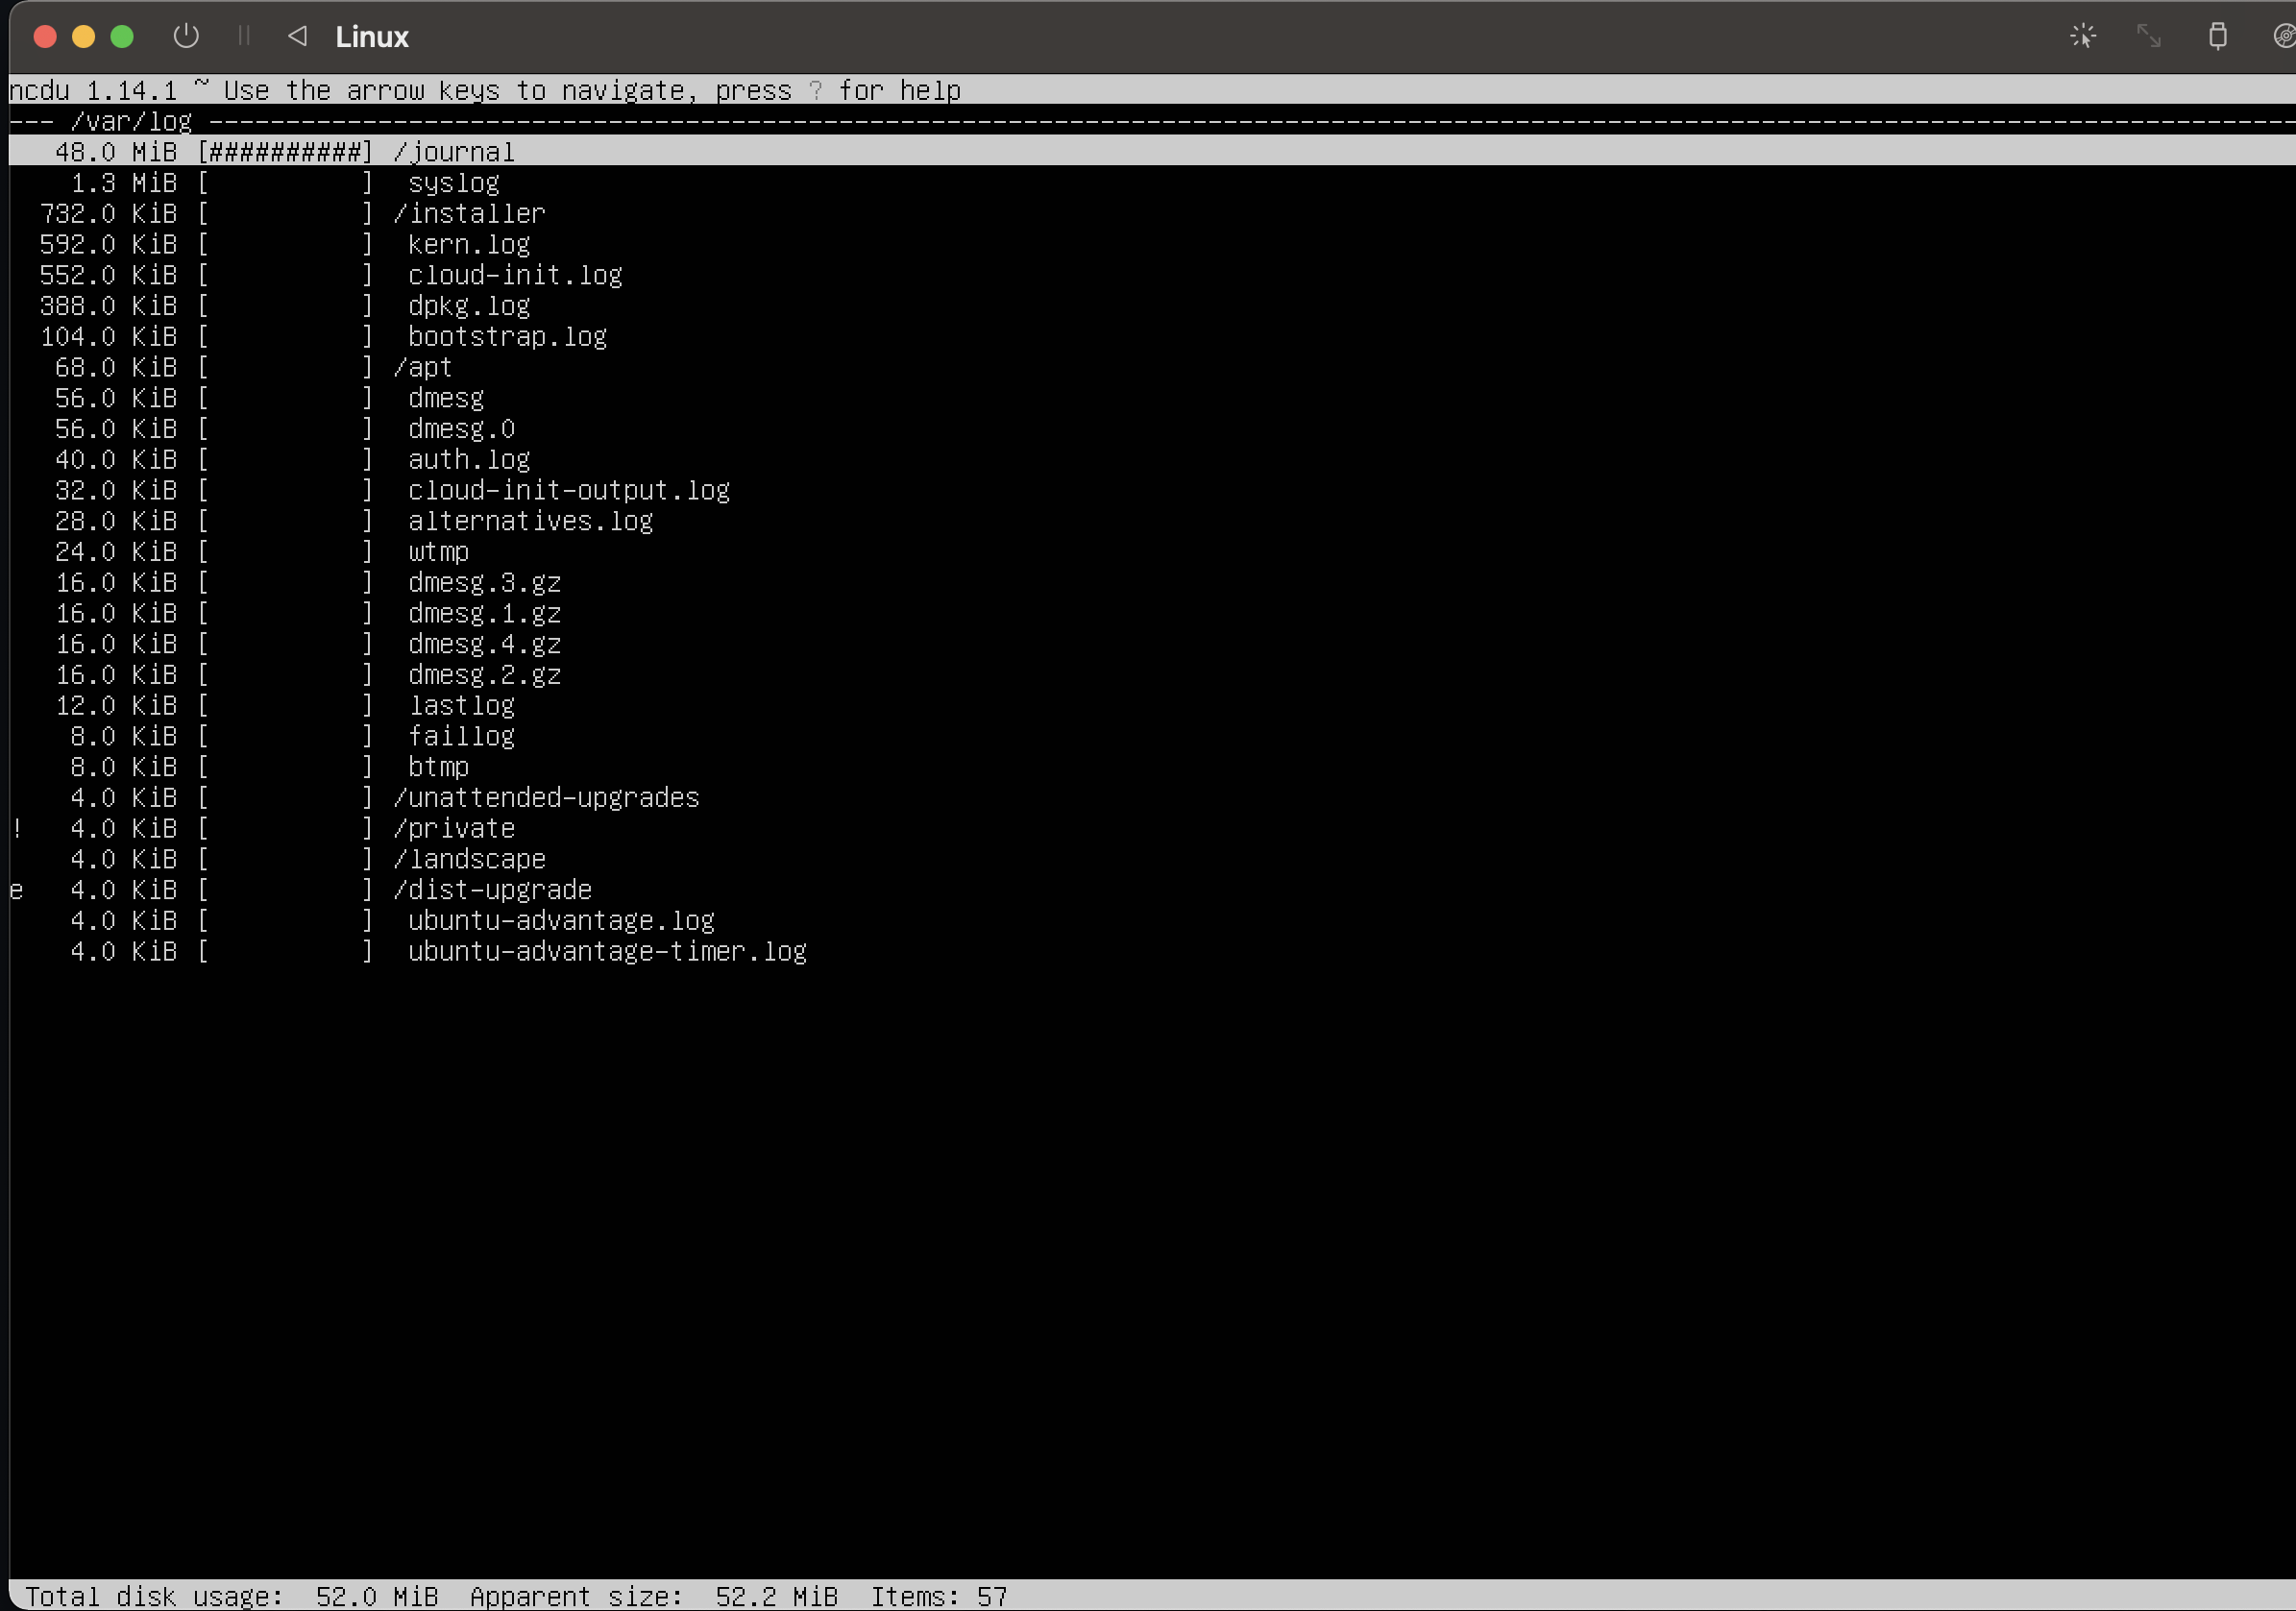 Linux
ncdu 1.14.1 ~ Use the arrow keys to navigate, press ? for help
--- /var/log ------------------------------------------------------------------------------------------------------------------------------------------
   48.0 MiB [##########] /journal
    1.3 MiB [          ]  syslog
  732.0 KiB [          ] /installer
  592.0 KiB [          ]  kern.log
  552.0 KiB [          ]  cloud-init.log
  388.0 KiB [          ]  dpkg.log
  104.0 KiB [          ]  bootstrap.log
   68.0 KiB [          ] /apt
   56.0 KiB [          ]  dmesg
   56.0 KiB [          ]  dmesg.0
   40.0 KiB [          ]  auth.log
   32.0 KiB [          ]  cloud-init-output.log
   28.0 KiB [          ]  alternatives.log
   24.0 KiB [          ]  wtmp
   16.0 KiB [          ]  dmesg.3.gz
   16.0 KiB [          ]  dmesg.1.gz
   16.0 KiB [          ]  dmesg.4.gz
   16.0 KiB [          ]  dmesg.2.gz
   12.0 KiB [          ]  lastlog
    8.0 KiB [          ]  faillog
    8.0 KiB [          ]  btmp
    4.0 KiB [          ] /unattended-upgrades
!   4.0 KiB [          ] /private
    4.0 KiB [          ] /landscape
e   4.0 KiB [          ] /dist-upgrade
    4.0 KiB [          ]  ubuntu-advantage.log
    4.0 KiB [          ]  ubuntu-advantage-timer.log
 Total disk usage:  52.0 MiB  Apparent size:  52.2 MiB  Items: 57